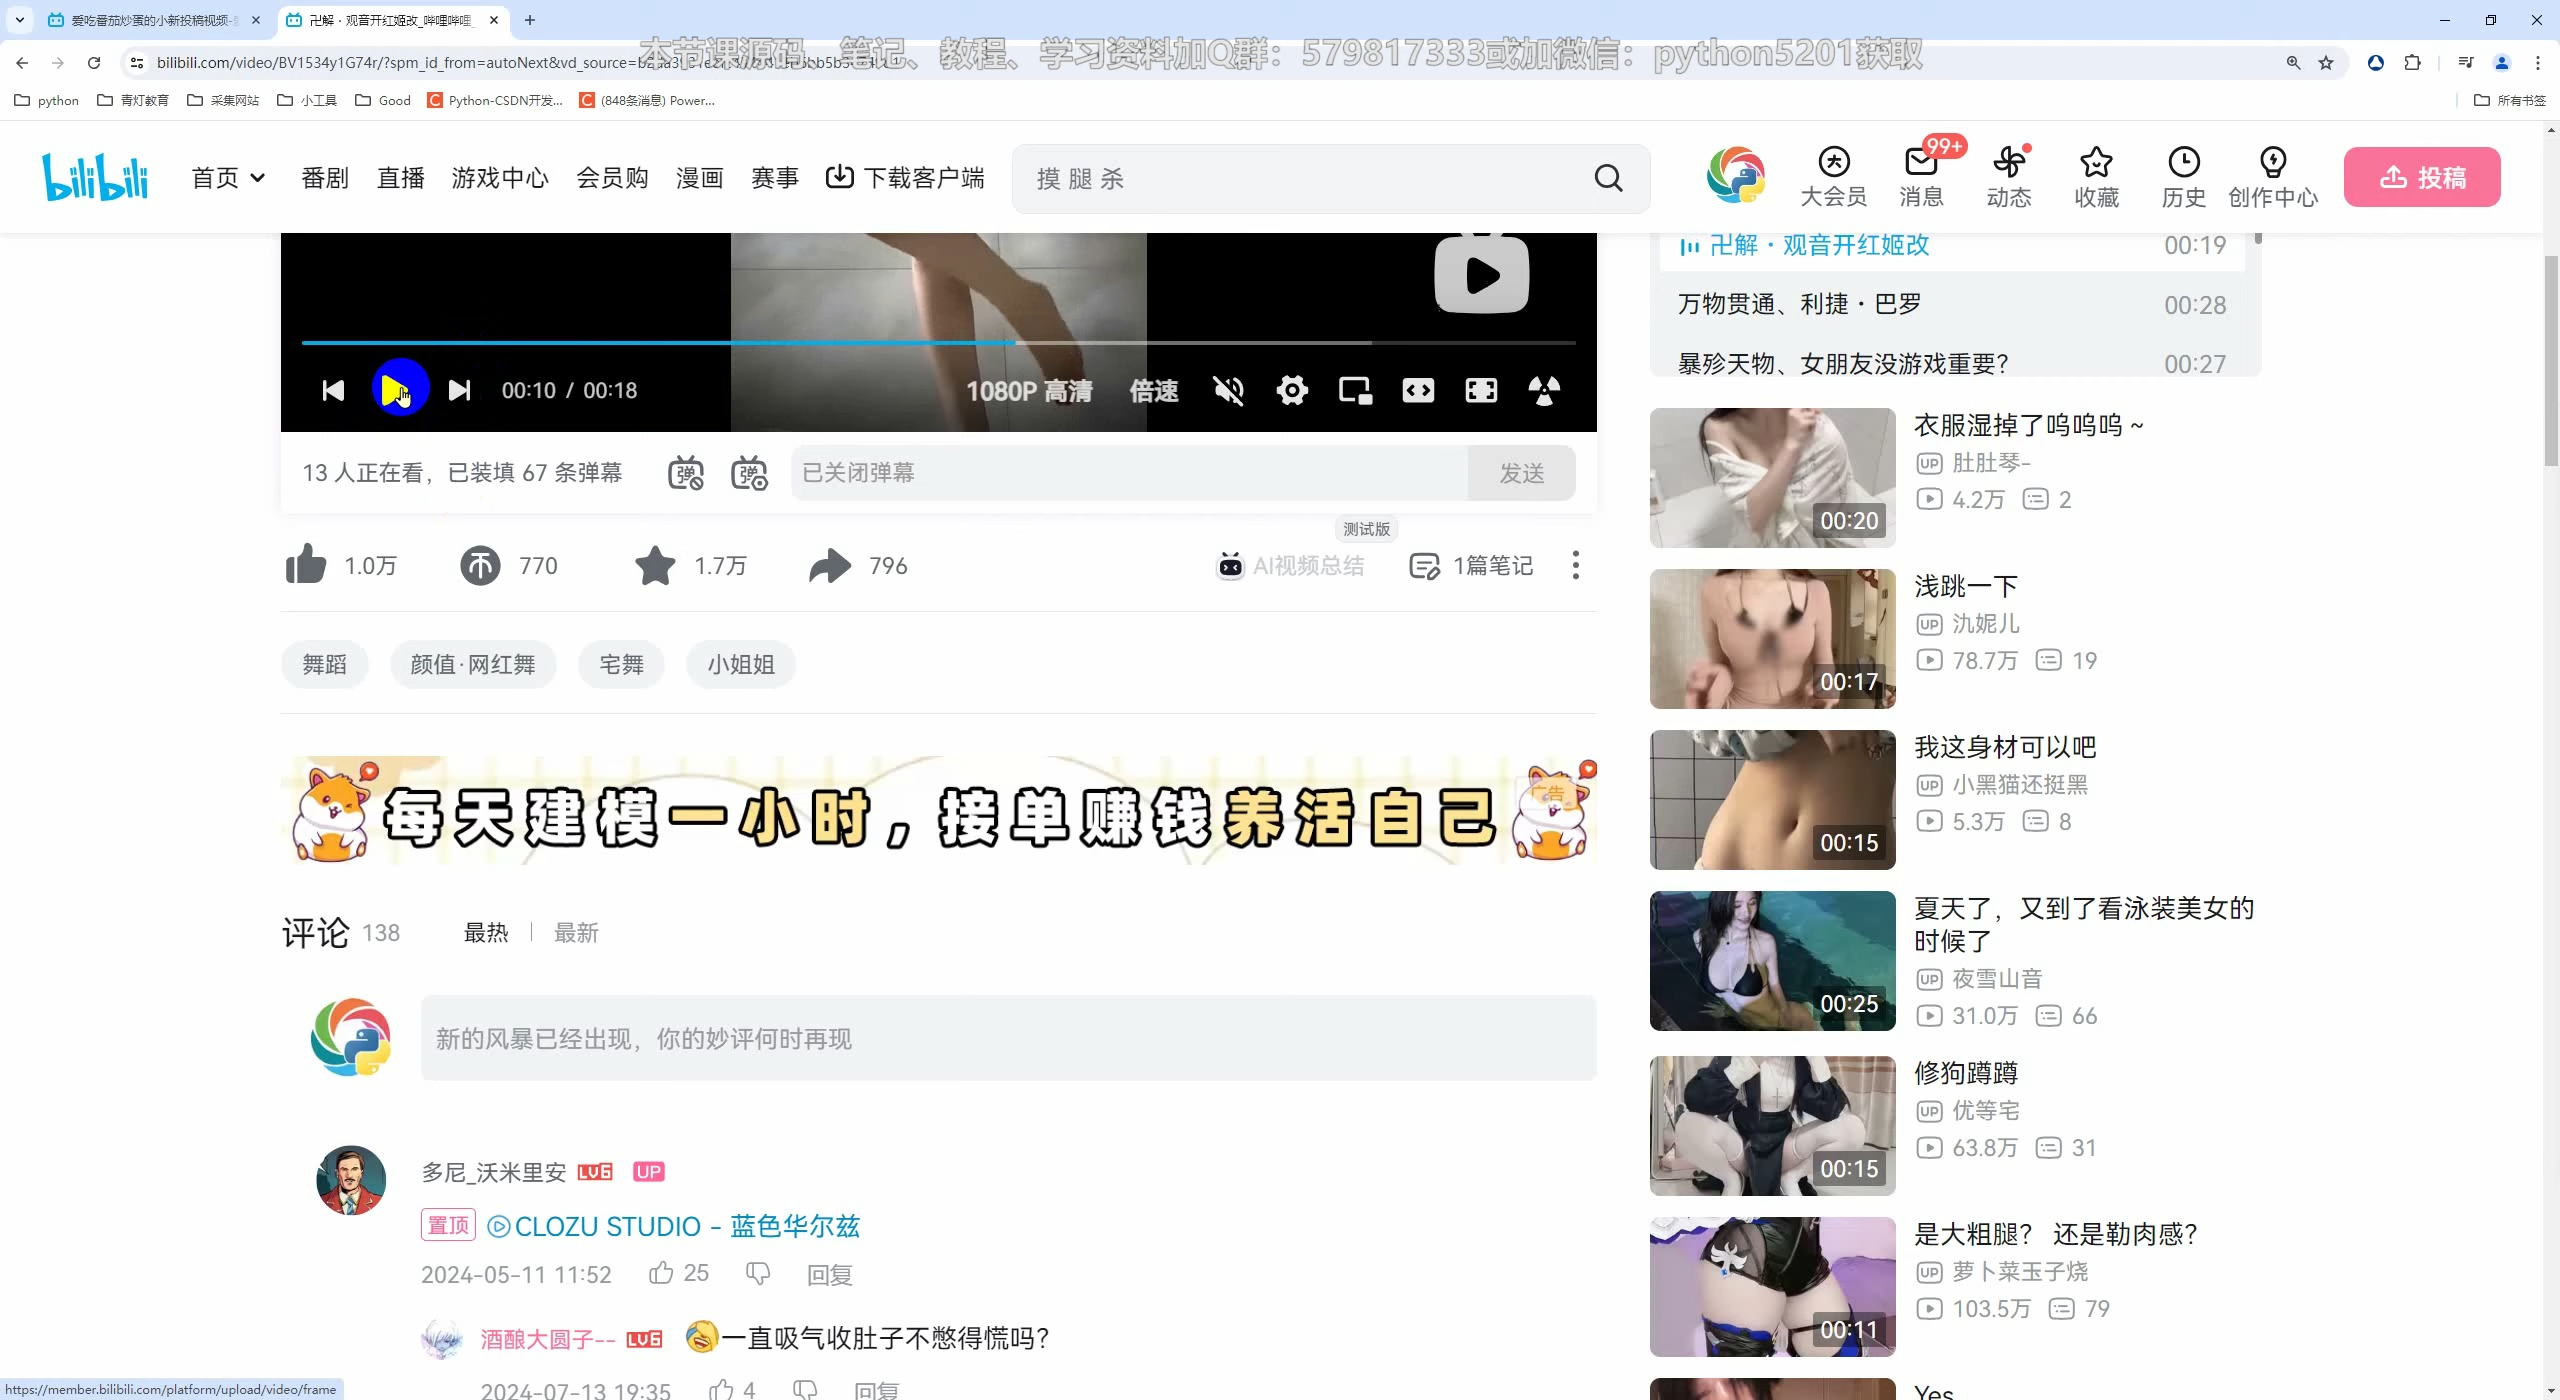 爱吃番茄炒蛋的小新投稿视频-
卍解·观音开红姬改_哔哩哔哩_
本节课源码、笔记、教程、学习资料加Q群：579817333或加微信：python5201获取
python
青灯教育
采集网站
小工具
Good
Python-CSDN开发...
(848条消息) Power...
所有书签
bilibili
首页
番剧
直播
游戏中心
会员购
漫画
赛事
下载客户端
摸 腿 杀
大会员
99+
消息
动态
收藏
历史
创作中心
投稿
00:10 / 00:18
1080P 高清
倍速
13 人正在看，已装填 67 条弹幕
已关闭弹幕
发送
1.0万
770
1.7万
796
测试版
AI视频总结
1篇笔记
舞蹈
颜值·网红舞
宅舞
小姐姐
每天建模一小时，接单赚钱养活自己
广告
评论 138
最热
最新
新的风暴已经出现，你的妙评何时再现
多尼_沃米里安 LV6 UP
置顶 CLOZU STUDIO - 蓝色华尔兹
2024-05-11 11:52 25 回复
酒酿大圆子-- LV6 一直吸气收肚子不憋得慌吗？
2024-07-13 19:35 4 回复
卍解·观音开红姬改 00:19
万物贯通、利捷·巴罗 00:28
暴殄天物、女朋友没游戏重要？ 00:27
衣服湿掉了呜呜呜 ~
UP 肚肚琴-
4.2万 2
00:20
浅跳一下
UP 氿妮儿
78.7万 19
00:17
我这身材可以吧
UP 小黑猫还挺黑
5.3万 8
00:15
夏天了，又到了看泳装美女的
时候了
UP 夜雪山音
31.0万 66
00:25
修狗蹲蹲
UP 优等宅
63.8万 31
00:15
是大粗腿？ 还是勒肉感？
UP 萝卜菜玉子烧
103.5万 79
00:11
Yes
https://member.bilibili.com/platform/upload/video/frame